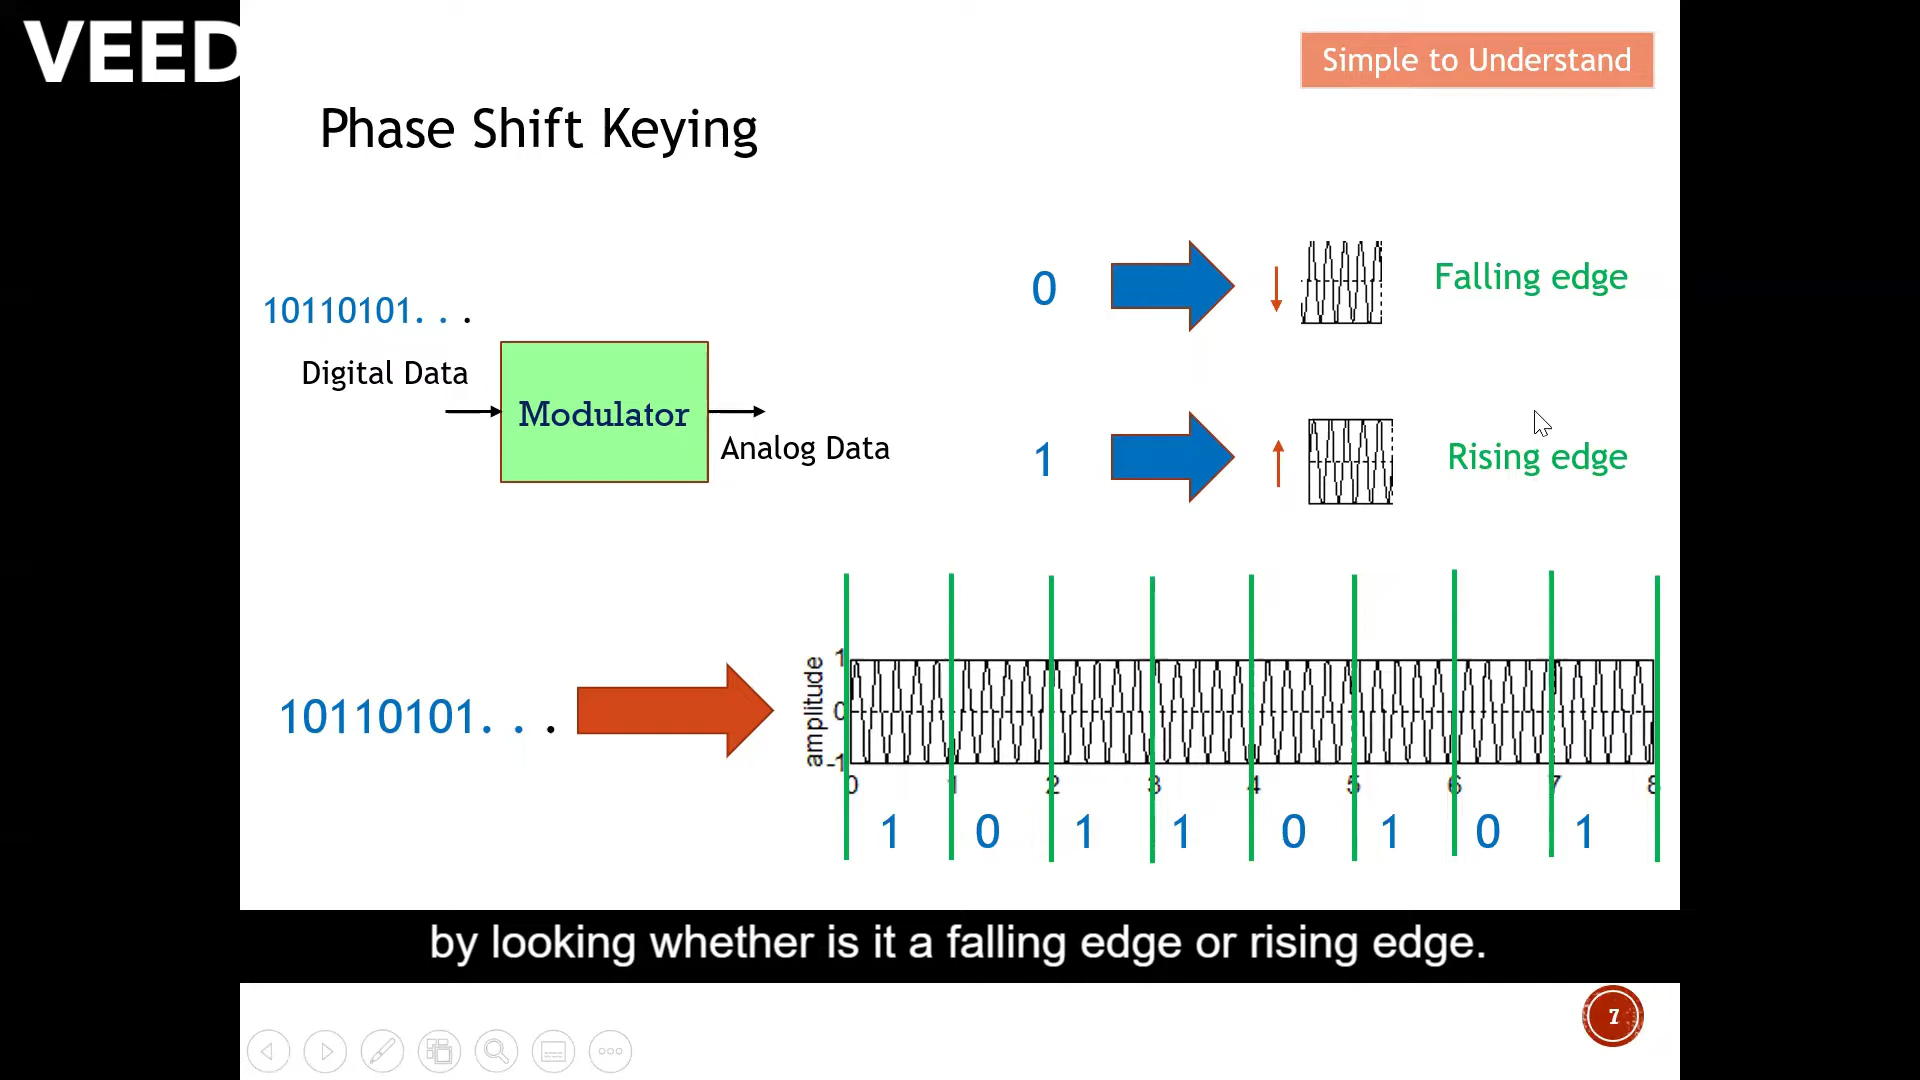 VEED
Simple to Understand
Phase Shift Keying
10110101. . .
Digital Data
Modulator
Analog Data
0
Falling edge
1
Rising edge
10110101. . .
amplitude
1
0
-1
0 1 2 3 4 5 6 7 8
1 0 1 1 0 1 0 1
by looking whether is it a falling edge or rising edge.
7